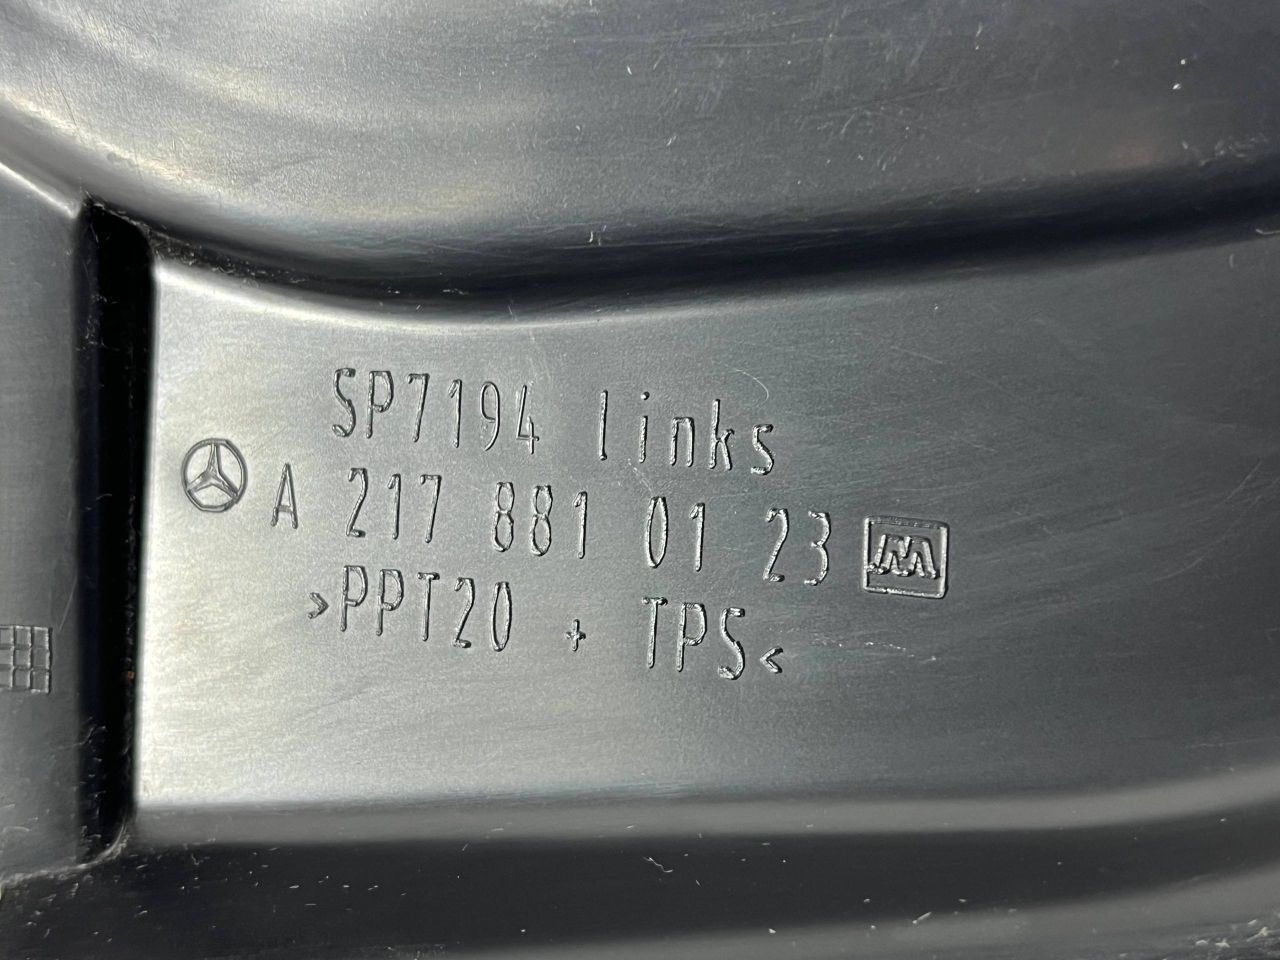 SP7194 links
A 217 881 01 23
>PPT20 + TPS<